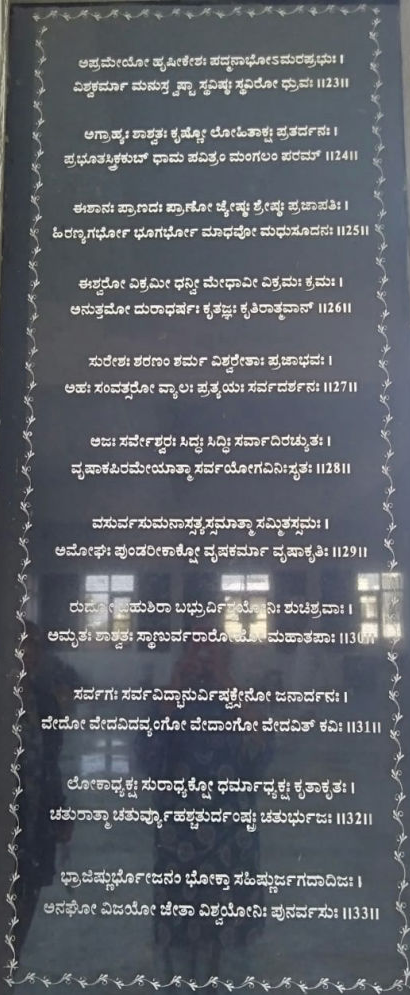 ಅಪ್ರಮೇಯೋ ಹೃಷೀಕೇಶಃ ಪದ್ಮನಾಭೋಽಮರಪ್ರಭುಃ ।
ವಿಶ್ವಕರ್ಮಾ ಮನುಸ್ತ್ವಷ್ಟಾ ಸ್ಥವಿಷ್ಠಃ ಸ್ಥವಿರೋ ಧ್ರುವಃ ॥23॥
ಅಗ್ರಾಹ್ಯಃ ಶಾಶ್ವತಃ ಕೃಷ್ಣೋ ಲೋಹಿತಾಕ್ಷಃ ಪ್ರತರ್ದನಃ ।
ಪ್ರಭೂತಸ್ತ್ರಿಕಕುಬ್ ಧಾಮ ಪವಿತ್ರಂ ಮಂಗಲಂ ಪರಮ್ ॥24॥
ಈಶಾನಃ ಪ್ರಾಣದಃ ಪ್ರಾಣೋ ಜ್ಯೇಷ್ಠಃ ಶ್ರೇಷ್ಠಃ ಪ್ರಜಾಪತಿಃ ।
ಹಿರಣ್ಯಗರ್ಭೋ ಭೂಗರ್ಭೋ ಮಾಧವೋ ಮಧುಸೂದನಃ ॥25॥
ಈಶ್ವರೋ ವಿಕ್ರಮೀ ಧನ್ವೀ ಮೇಧಾವೀ ವಿಕ್ರಮಃ ಕ್ರಮಃ ।
ಅನುತ್ತಮೋ ದುರಾಧರ್ಷಃ ಕೃತಜ್ಞಃ ಕೃತಿರಾತ್ಮವಾನ್ ॥26॥
ಸುರೇಶಃ ಶರಣಂ ಶರ್ಮ ವಿಶ್ವರೇತಾಃ ಪ್ರಜಾಭವಃ ।
ಅಹಃ ಸಂವತ್ಸರೋ ವ್ಯಾಲಃ ಪ್ರತ್ಯಯಃ ಸರ್ವದರ್ಶನಃ ॥27॥
ಅಜಃ ಸರ್ವೇಶ್ವರಃ ಸಿದ್ಧಃ ಸಿದ್ಧಿಃ ಸರ್ವಾದಿರಚ್ಯುತಃ ।
ವೃಷಾಕಪಿರಮೇಯಾತ್ಮಾ ಸರ್ವಯೋಗವಿನಿಃಸೃತಃ ॥28॥
ವಸುರ್ವಸುಮನಾಸ್ಸತ್ಯಸ್ಸಮಾತ್ಮಾ ಸಮ್ಮಿತಸ್ಸಮಃ ।
ಅಮೋಘಃ ಪುಂಡರೀಕಾಕ್ಷೋ ವೃಷಕರ್ಮಾ ವೃಷಾಕೃತಿಃ ॥29॥
ರುದ್ರೋ ಬಹುಶಿರಾ ಬಭ್ರುರ್ವಿಶ್ವಯೋನಿಃ ಶುಚಿಶ್ರವಾಃ ।
ಅಮೃತಃ ಶಾಶ್ವತಃ ಸ್ಥಾಣುರ್ವರಾರೋಹೋ ಮಹಾತಪಾಃ ॥30॥
ಸರ್ವಗಃ ಸರ್ವವಿದ್ಭಾನುರ್ವಿಷ್ವಕ್ಸೇನೋ ಜನಾರ್ದನಃ ।
ವೇದೋ ವೇದವಿದವ್ಯಂಗೋ ವೇದಾಂಗೋ ವೇದವಿತ್ ಕವಿಃ ॥31॥
ಲೋಕಾಧ್ಯಕ್ಷಃ ಸುರಾಧ್ಯಕ್ಷೋ ಧರ್ಮಾಧ್ಯಕ್ಷಃ ಕೃತಾಕೃತಃ ।
ಚತುರಾತ್ಮಾ ಚತುರ್ವ್ಯೂಹಶ್ಚತುರ್ದಂಷ್ಟ್ರಃ ಚತುರ್ಭುಜಃ ॥32॥
ಭ್ರಾಜಿಷ್ಣುರ್ಭೋಜನಂ ಭೋಕ್ತಾ ಸಹಿಷ್ಣುರ್ಜಗದಾದಿಜಃ ।
ಅನಘೋ ವಿಜಯೋ ಜೇತಾ ವಿಶ್ವಯೋನಿಃ ಪುನರ್ವಸುಃ ॥33॥